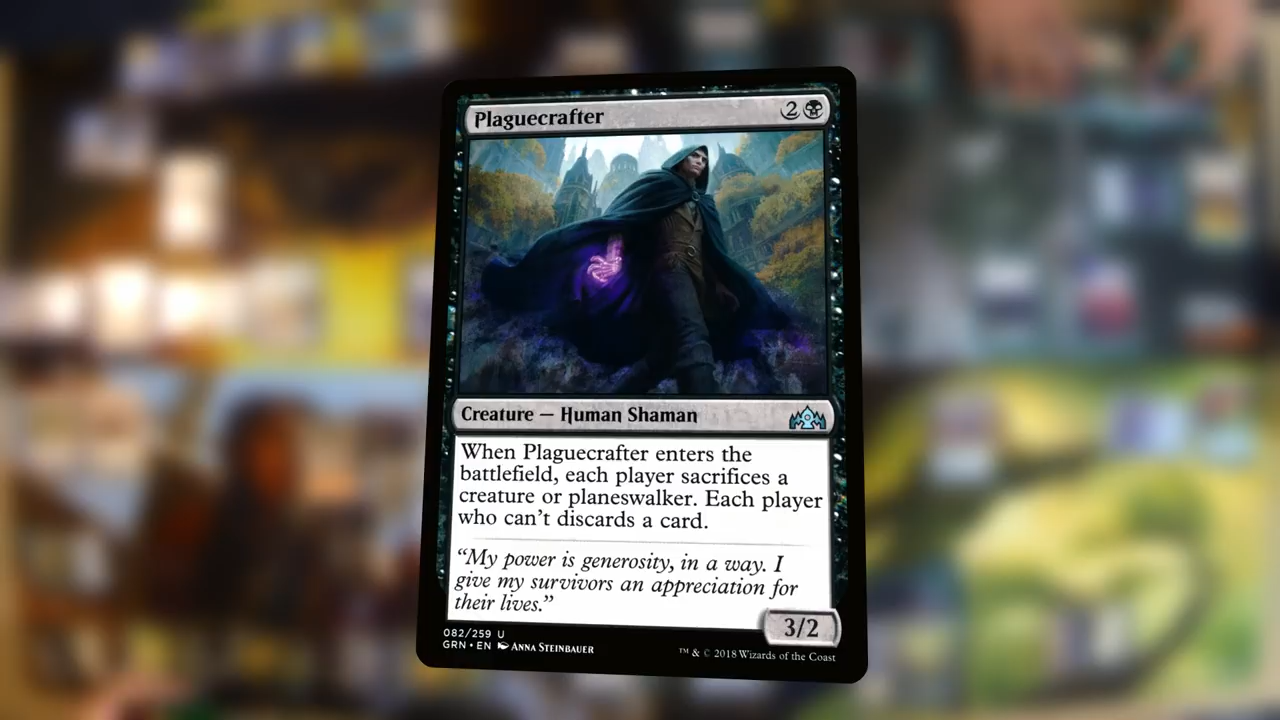 Plaguecrafter 2
Creature — Human Shaman
When Plaguecrafter enters the
battlefield, each player sacrifices a
creature or planeswalker. Each player
who can't discards a card.
“My power is generosity, in a way. I
give my survivors an appreciation for
their lives.”
3/2
082/259 U
GRN • EN Anna Steinbauer
™ & © 2018 Wizards of the Coast